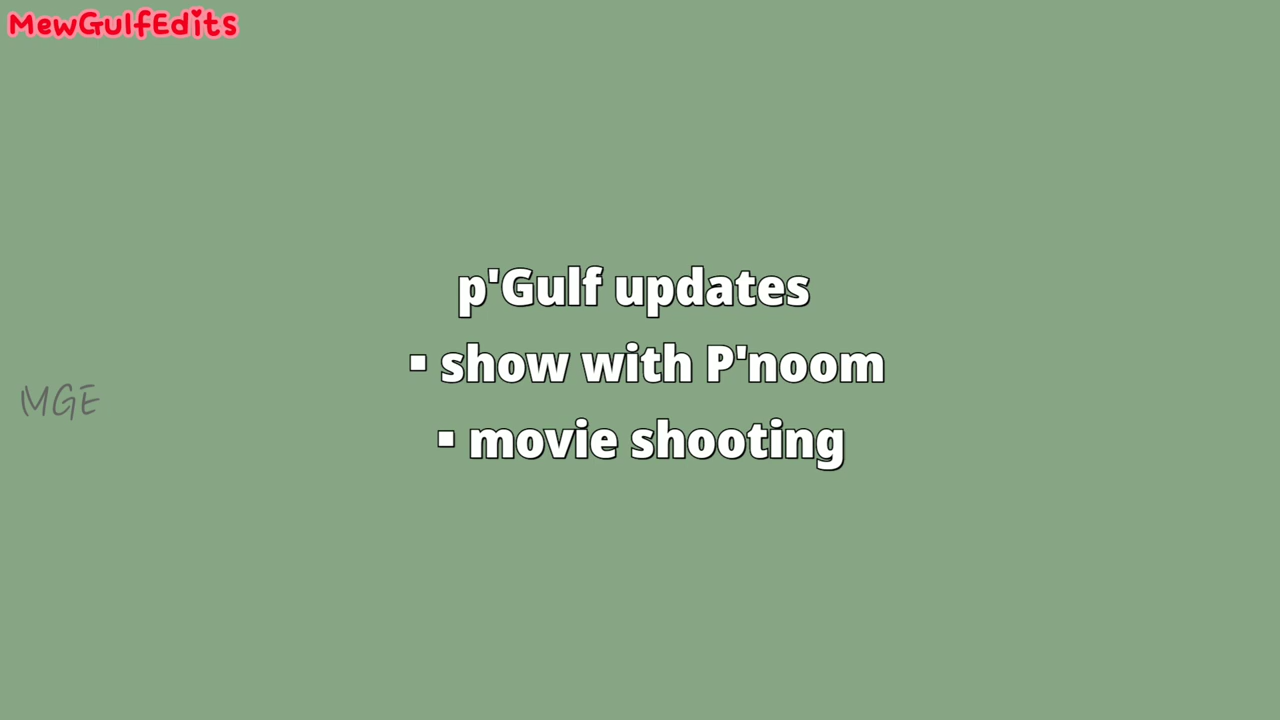 MewGulfEdits
p'Gulf updates
▪ show with P'noom
▪ movie shooting
MGE